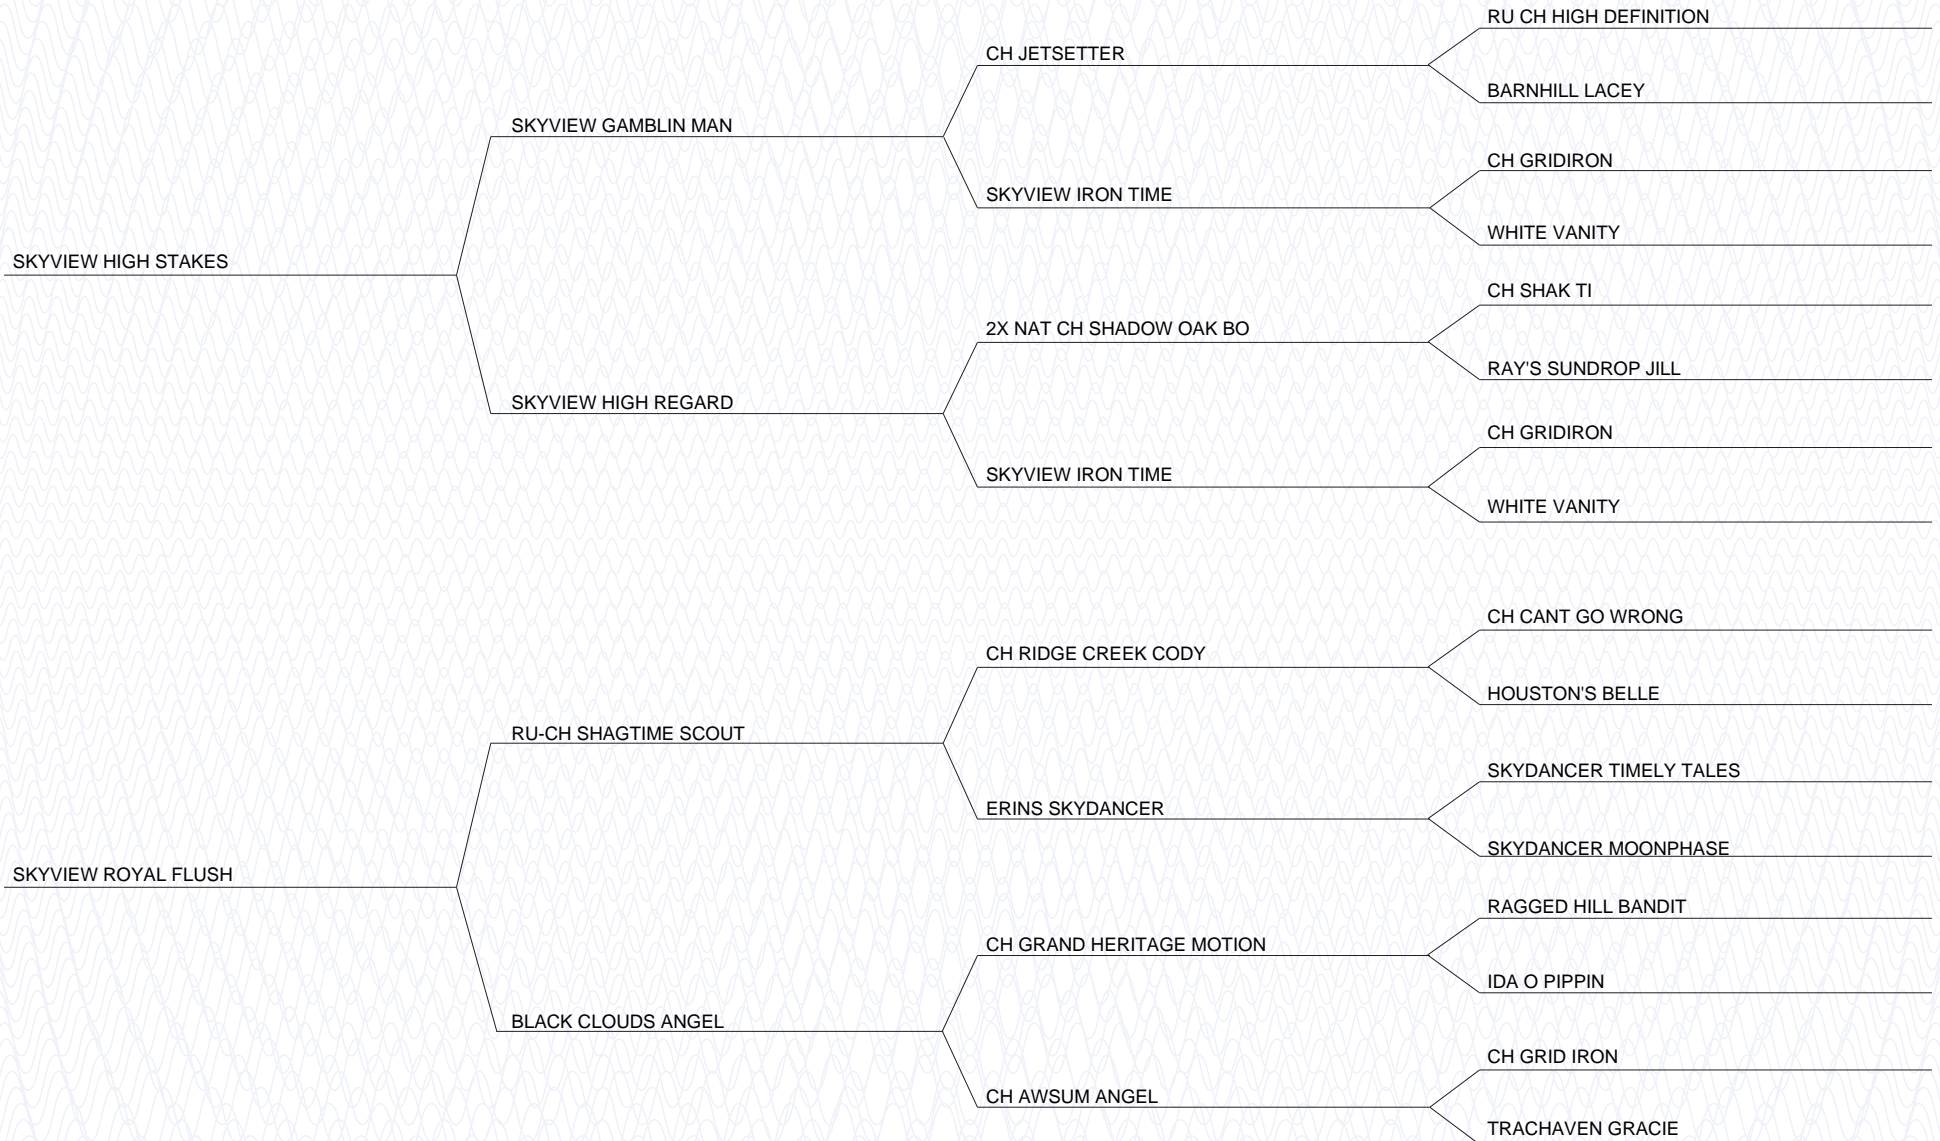 RU CH HIGH DEFINITION
CH JETSETTER
BARNHILL LACEY
SKYVIEW GAMBLIN MAN
CH GRIDIRON
SKYVIEW IRON TIME
WHITE VANITY
SKYVIEW HIGH STAKES
CH SHAK TI
2X NAT CH SHADOW OAK BO
RAY'S SUNDROP JILL
SKYVIEW HIGH REGARD
CH GRIDIRON
SKYVIEW IRON TIME
WHITE VANITY
CH CANT GO WRONG
CH RIDGE CREEK CODY
HOUSTON'S BELLE
RU-CH SHAGTIME SCOUT
SKYDANCER TIMELY TALES
ERINS SKYDANCER
SKYDANCER MOONPHASE
SKYVIEW ROYAL FLUSH
RAGGED HILL BANDIT
CH GRAND HERITAGE MOTION
IDA O PIPPIN
BLACK CLOUDS ANGEL
CH GRID IRON
CH AWSUM ANGEL
TRACHAVEN GRACIE